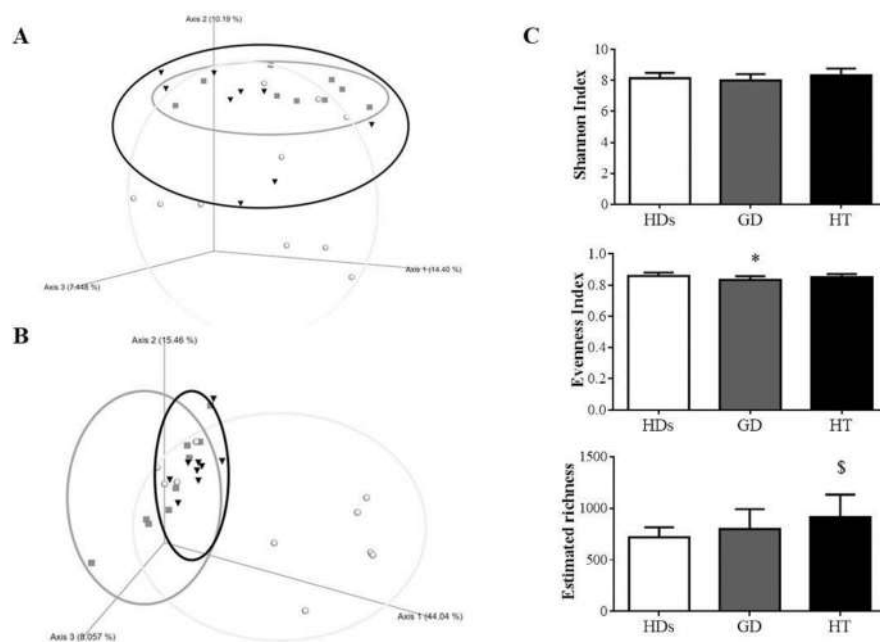 A
Axis 2 (10.19 %)
Axis 1 (14.40 %)
Axis 3 (7.448 %)
B
Axis 2 (15.46 %)
Axis 1 (44.04 %)
Axis 3 (8.057 %)
C
Shannon Index
10
8
6
4
2
0
HDs GD HT
Evenness Index
1.0
0.8
0.6
0.4
0.2
0.0
*
HDs GD HT
Estimated richness
1500
1000
500
0
$
HDs GD HT